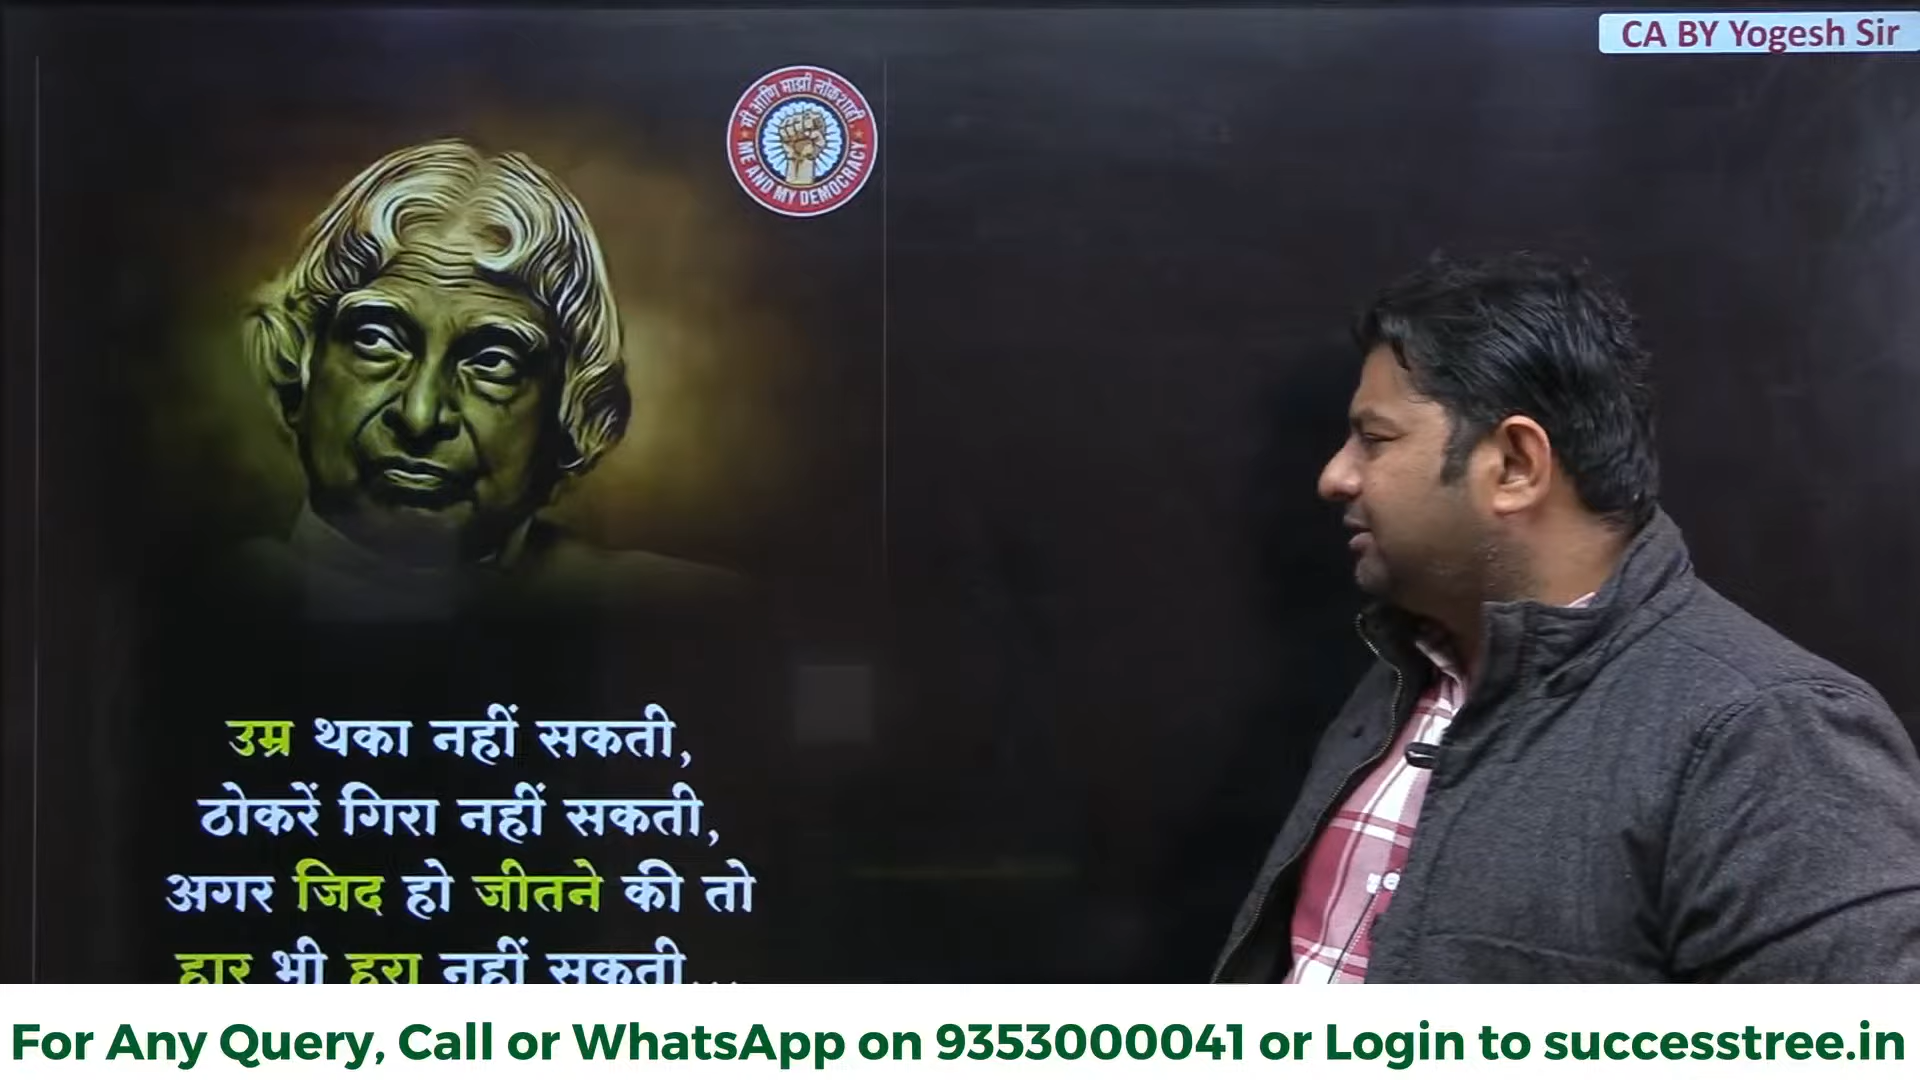 CA BY Yogesh Sir
मी आणि माझी लोकशाही.
ME AND MY DEMOCRACY
उम्र थका नहीं सकती,
ठोकरें गिरा नहीं सकती,
अगर जिद हो जीतने की तो
हार भी हरा नहीं सकती...
For Any Query, Call or WhatsApp on 9353000041 or Login to successtree.in